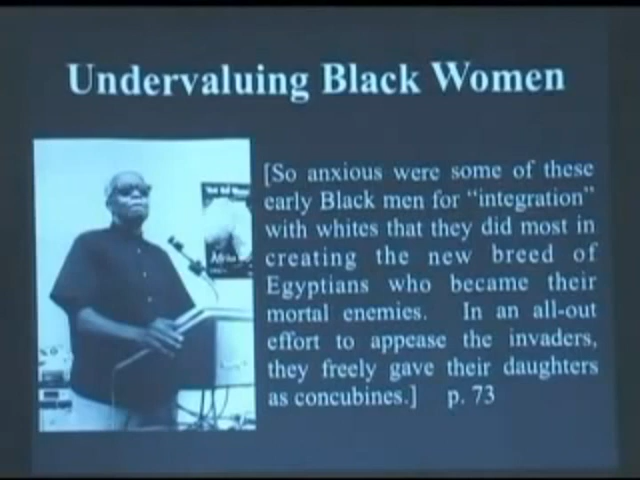 Undervaluing Black Women
[So anxious were some of these
early Black men for “integration”
with whites that they did most in
creating the new breed of
Egyptians who became their
mortal enemies. In an all-out
effort to appease the invaders,
they freely gave their daughters
as concubines.] p. 73
Afrika